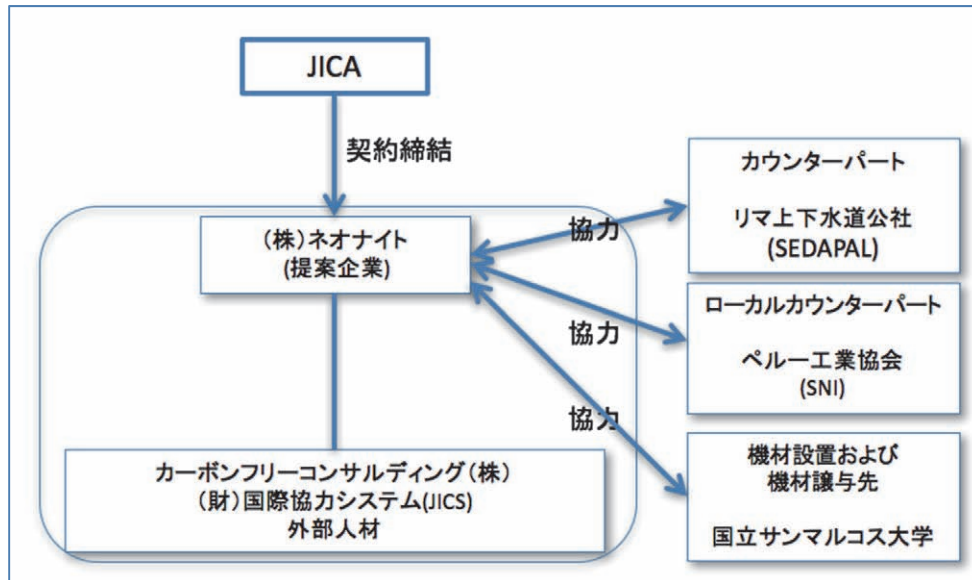 JICA
契約締結
(株)ネオナイト
(提案企業)
協力
カウンターパート
リマ上下水道公社
(SEDAPAL)
協力
ローカルカウンターパート
ペルー工業協会
(SNI)
協力
機材設置および
機材譲与先
国立サンマルコス大学
カーボンフリーコンサルディング(株)
(財)国際協力システム(JICS)
外部人材